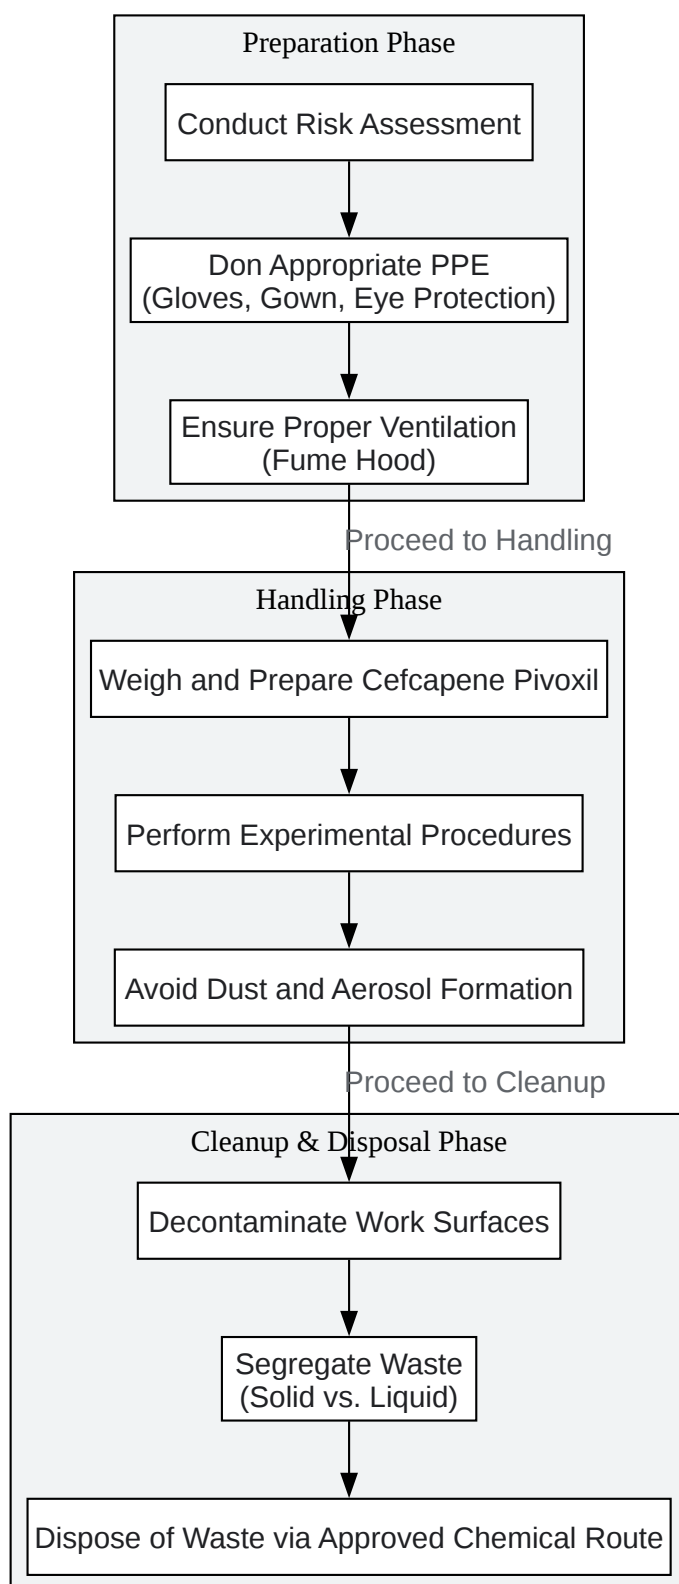 Preparation Phase
Conduct Risk Assessment
Don Appropriate PPE
(Gloves, Gown, Eye Protection)
Ensure Proper Ventilation
(Fume Hood)
Proceed to Handling
Handling Phase
Weigh and Prepare Cefcapene Pivoxil
Perform Experimental Procedures
Avoid Dust and Aerosol Formation
Proceed to Cleanup
Cleanup & Disposal Phase
Decontaminate Work Surfaces
Segregate Waste
(Solid vs. Liquid)
Dispose of Waste via Approved Chemical Route